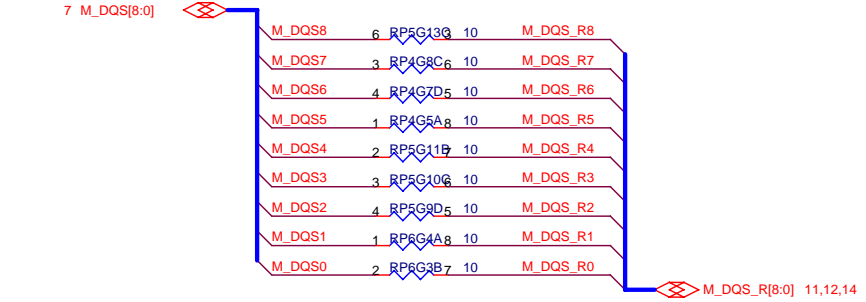 7 M_DQS[8:0]
M_DQS8 6 RP5G13C 10 M_DQS_R8
M_DQS7 3 RP4G8C 6 10 M_DQS_R7
M_DQS6 4 RP4G7D 5 10 M_DQS_R6
M_DQS5 1 RP4G5A 8 10 M_DQS_R5
M_DQS4 2 RP5G11B 7 10 M_DQS_R4
M_DQS3 3 RP5G10C 6 10 M_DQS_R3
M_DQS2 4 RP5G9D 5 10 M_DQS_R2
M_DQS1 1 RP6G4A 8 10 M_DQS_R1
M_DQS0 2 RP6G3B 7 10 M_DQS_R0
M_DQS_R[8:0] 11,12,14